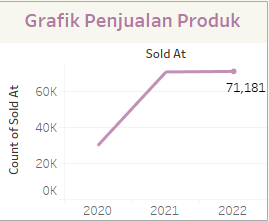 Grafik Penjualan Produk
Sold At
Count of Sold At
71,181
60K
40K
20K
0K
2020 2021 2022